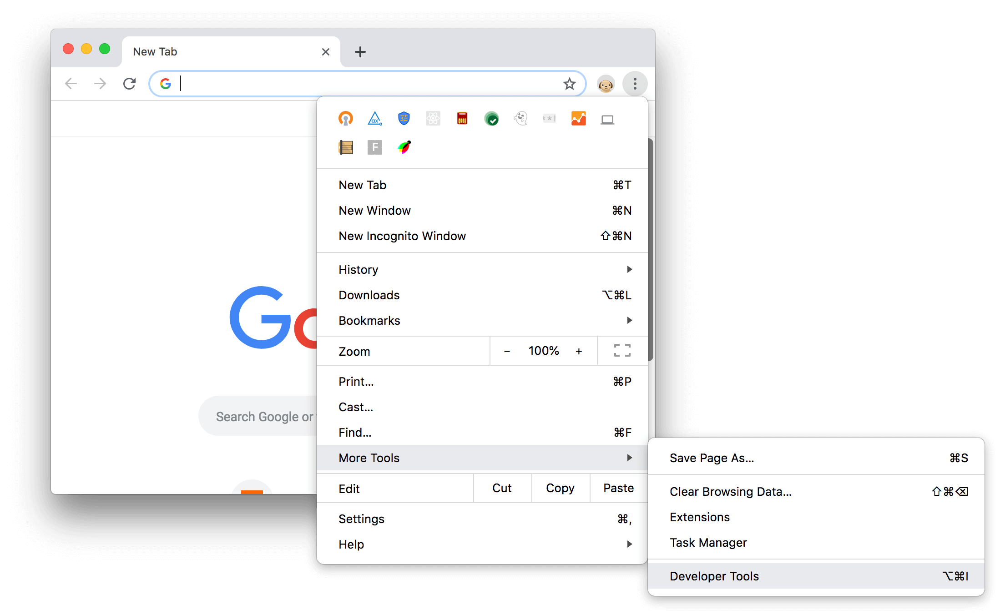 New Tab
New Tab ⌘T
New Window ⌘N
New Incognito Window ⇧⌘N
History
Downloads ⌥⌘L
Bookmarks
Zoom − 100% +
Print... ⌘P
Cast...
Find... ⌘F
More Tools
Edit Cut Copy Paste
Settings ⌘,
Help
Save Page As... ⌘S
Clear Browsing Data... ⇧⌘⌫
Extensions
Task Manager
Developer Tools ⌥⌘I
Go
Search Google or
ax
F